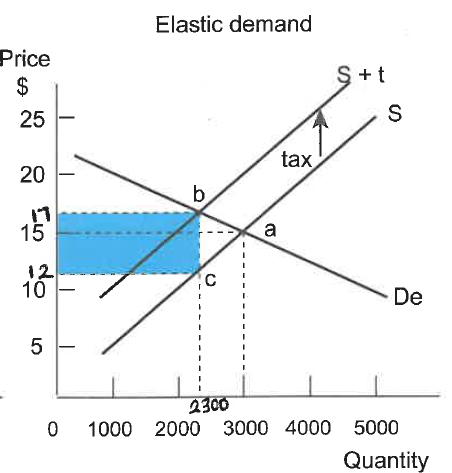 Elastic demand
Price
$
S + t
25
S
tax
20
b
17
15
a
12
c
10
De
5
2300
0 1000 2000 3000 4000 5000
Quantity